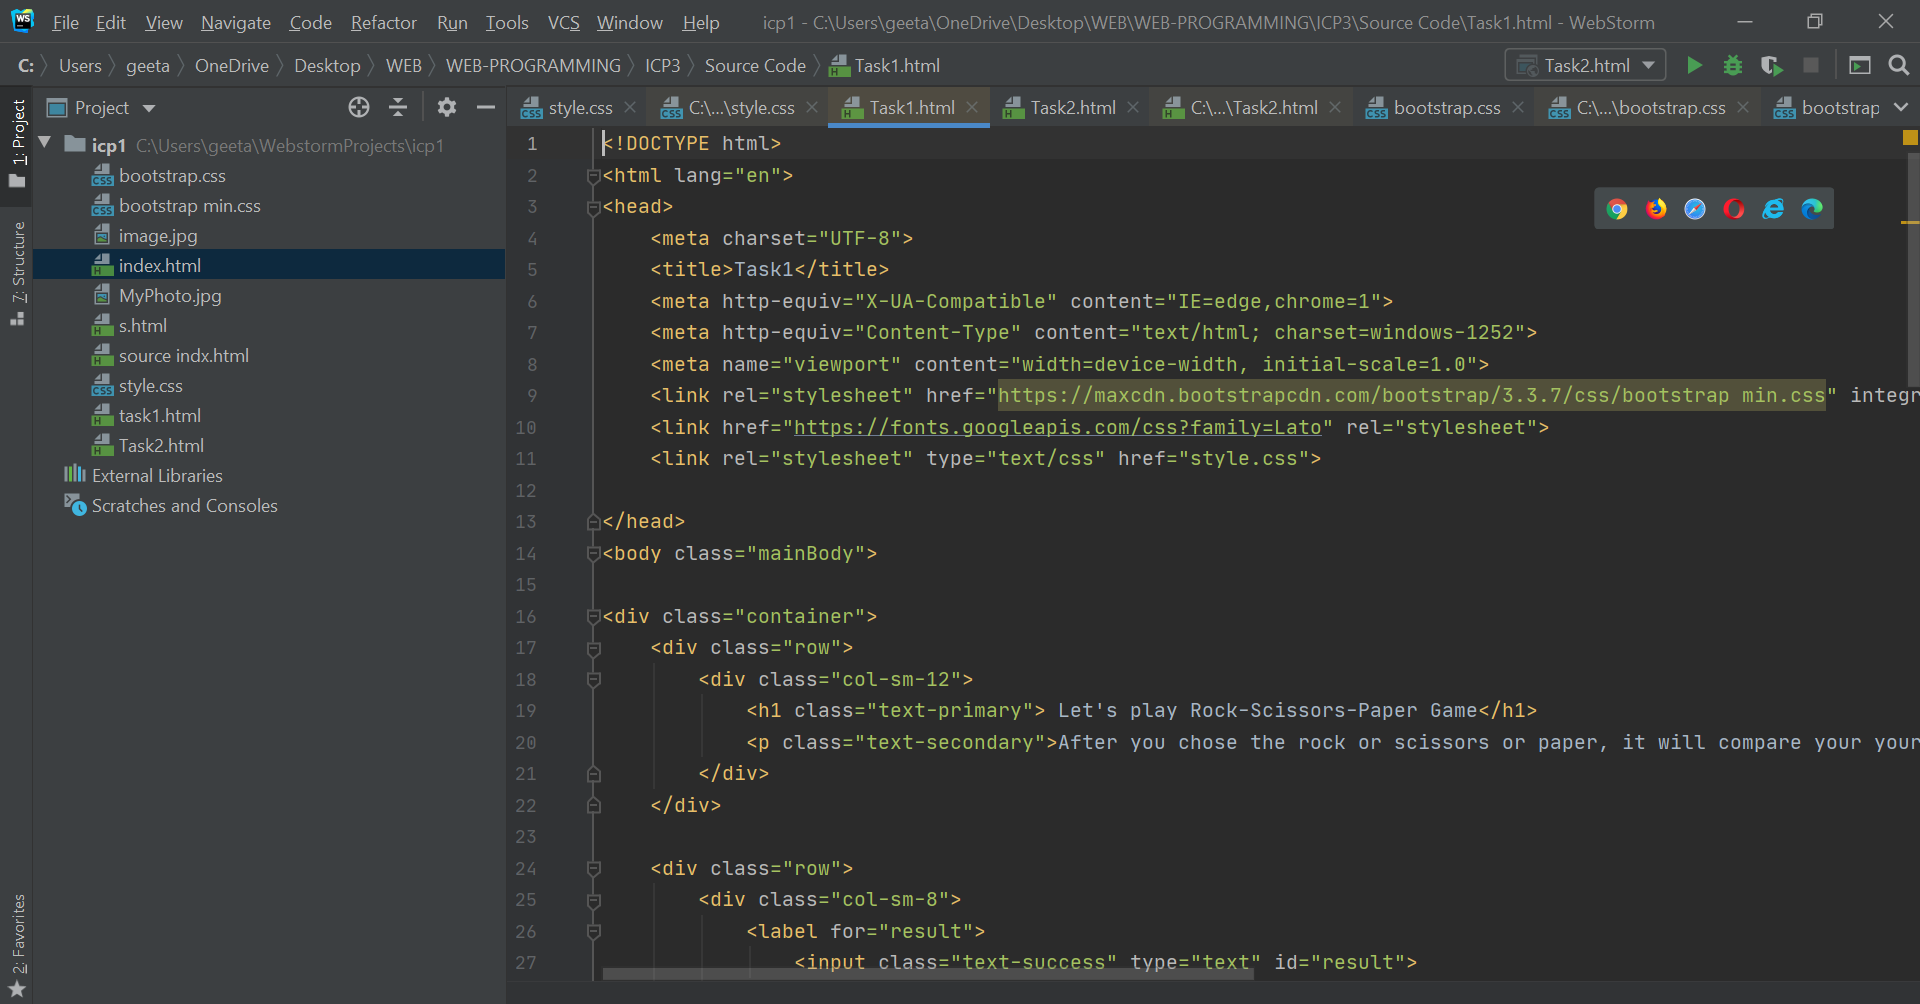 WS File Edit View Navigate Code Refactor Run Tools VCS Window Help icp1 - C:\Users\geeta\OneDrive\Desktop\WEB\WEB-PROGRAMMING\ICP3\Source Code\Task1.html - WebStorm
C: Users geeta OneDrive Desktop WEB WEB-PROGRAMMING ICP3 Source Code Task1.html Task2.html
Project style.css C:\...\style.css Task1.html Task2.html C:\...\Task2.html bootstrap.css C:\...\bootstrap.css bootstrap
1: Project
7: Structure
2: Favorites
icp1 C:\Users\geeta\WebstormProjects\icp1
bootstrap.css
bootstrap min.css
image.jpg
index.html
MyPhoto.jpg
s.html
source indx.html
style.css
task1.html
Task2.html
External Libraries
Scratches and Consoles
1 <!DOCTYPE html>
2 <html lang="en">
3 <head>
4 <meta charset="UTF-8">
5 <title>Task1</title>
6 <meta http-equiv="X-UA-Compatible" content="IE=edge,chrome=1">
7 <meta http-equiv="Content-Type" content="text/html; charset=windows-1252">
8 <meta name="viewport" content="width=device-width, initial-scale=1.0">
9 <link rel="stylesheet" href="https://maxcdn.bootstrapcdn.com/bootstrap/3.3.7/css/bootstrap min.css" integr
10 <link href="https://fonts.googleapis.com/css?family=Lato" rel="stylesheet">
11 <link rel="stylesheet" type="text/css" href="style.css">
12
13 </head>
14 <body class="mainBody">
15
16 <div class="container">
17 <div class="row">
18 <div class="col-sm-12">
19 <h1 class="text-primary"> Let's play Rock-Scissors-Paper Game</h1>
20 <p class="text-secondary">After you chose the rock or scissors or paper, it will compare your your
21 </div>
22 </div>
23
24 <div class="row">
25 <div class="col-sm-8">
26 <label for="result">
27 <input class="text-success" type="text" id="result">